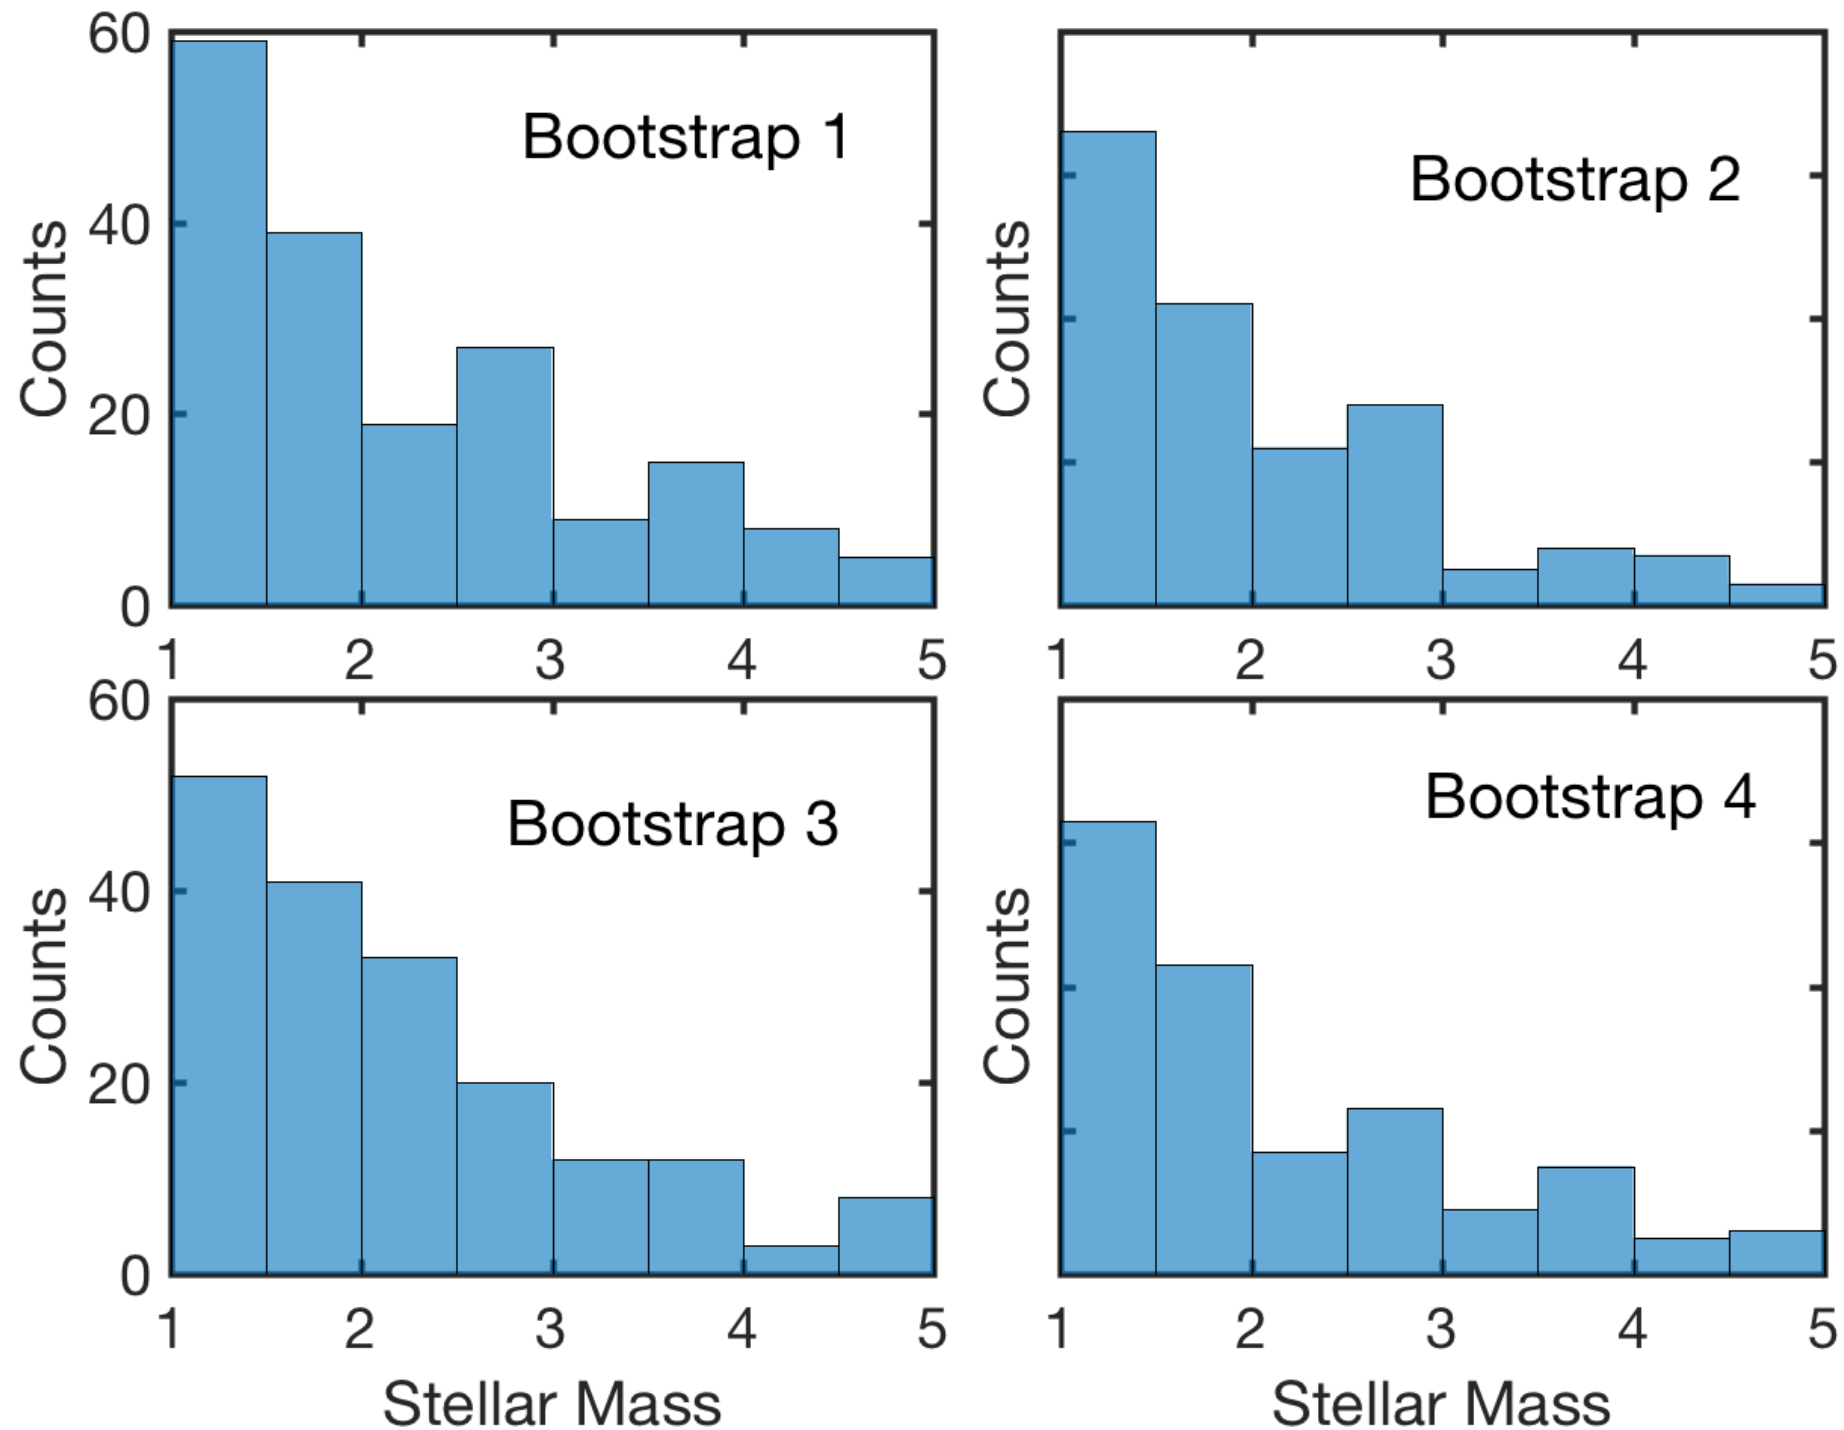 60
40
20
0
Counts
Bootstrap 1
1 2 3 4 5
Counts
Bootstrap 2
1 2 3 4 5
60
40
20
0
Counts
Bootstrap 3
1 2 3 4 5
Stellar Mass
Counts
Bootstrap 4
1 2 3 4 5
Stellar Mass